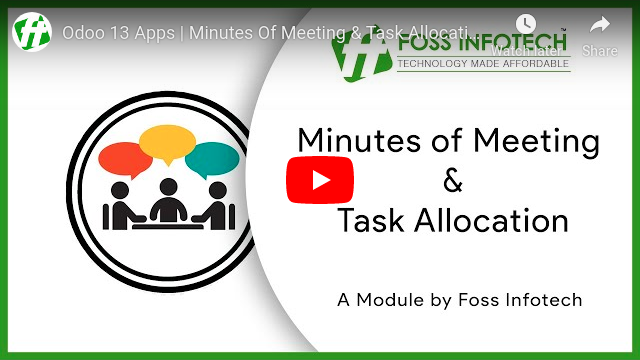 Odoo 13 Apps | Minutes Of Meeting & Task Allocati...
Watch later
Share
FOSS INFOTECH™
TECHNOLOGY MADE AFFORDABLE
Minutes of Meeting
&
Task Allocation
A Module by Foss Infotech